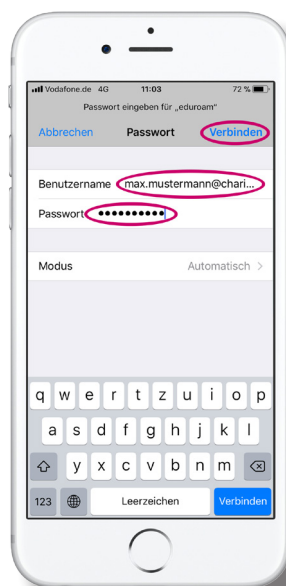 Vodafone.de 4G 11:03 72 %
Passwort eingeben für „eduroam“
Abbrechen Passwort Verbinden
Benutzername max.mustermann@chari...
Passwort ●●●●●●●●●●
Modus Automatisch >
q w e r t z u i o p
a s d f g h j k l
y x c v b n m
123 Leerzeichen Verbinden